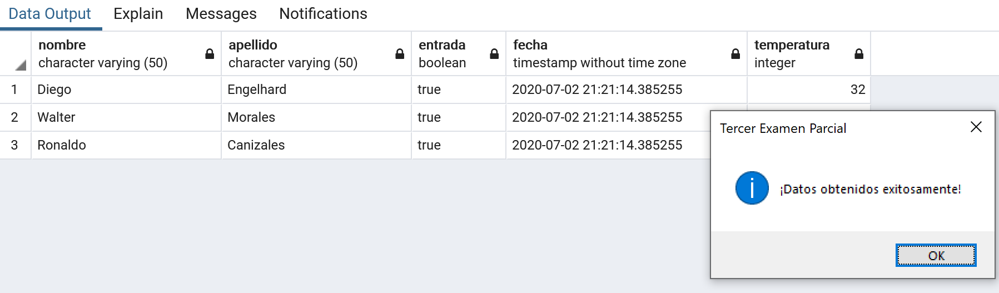 Data Output Explain Messages Notifications
nombre apellido entrada fecha temperatura
character varying (50) character varying (50) boolean timestamp without time zone integer
1 Diego Engelhard true 2020-07-02 21:21:14.385255 32
2 Walter Morales true 2020-07-02 21:21:14.385255
3 Ronaldo Canizales true 2020-07-02 21:21:14.385255
Tercer Examen Parcial
¡Datos obtenidos exitosamente!
OK